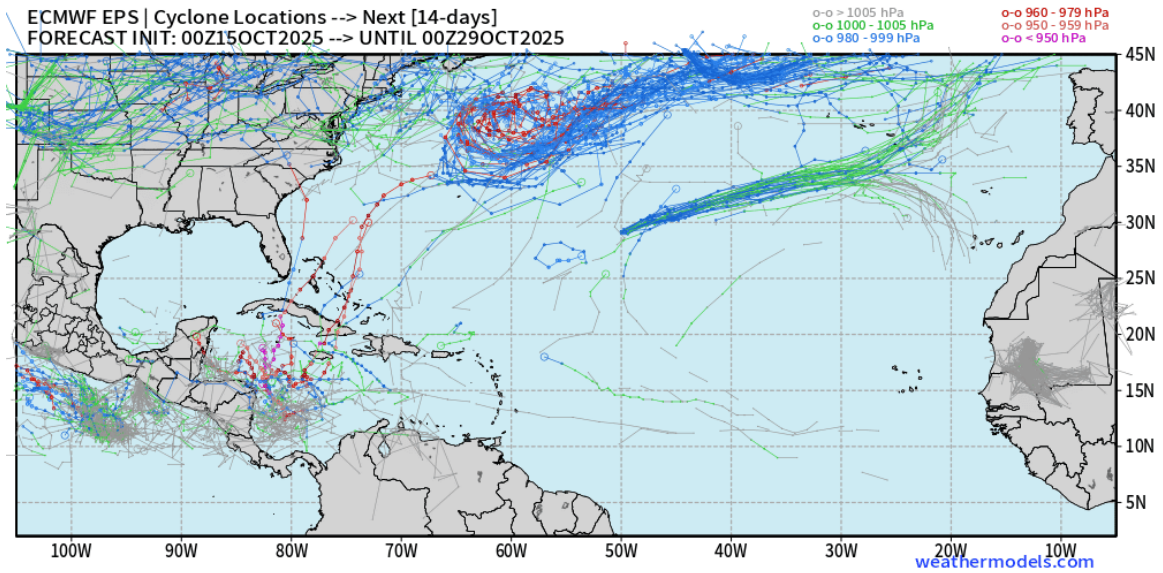 ECMWF EPS | Cyclone Locations --> Next [14-days]
FORECAST INIT: 00Z15OCT2025 --> UNTIL 00Z29OCT2025
o-o > 1005 hPa
o-o 1000 - 1005 hPa
o-o 980 - 999 hPa
o-o 960 - 979 hPa
o-o 950 - 959 hPa
o-o < 950 hPa
45N
40N
35N
30N
25N
20N
15N
10N
5N
100W 90W 80W 70W 60W 50W 40W 30W 20W 10W
weathermodels.com